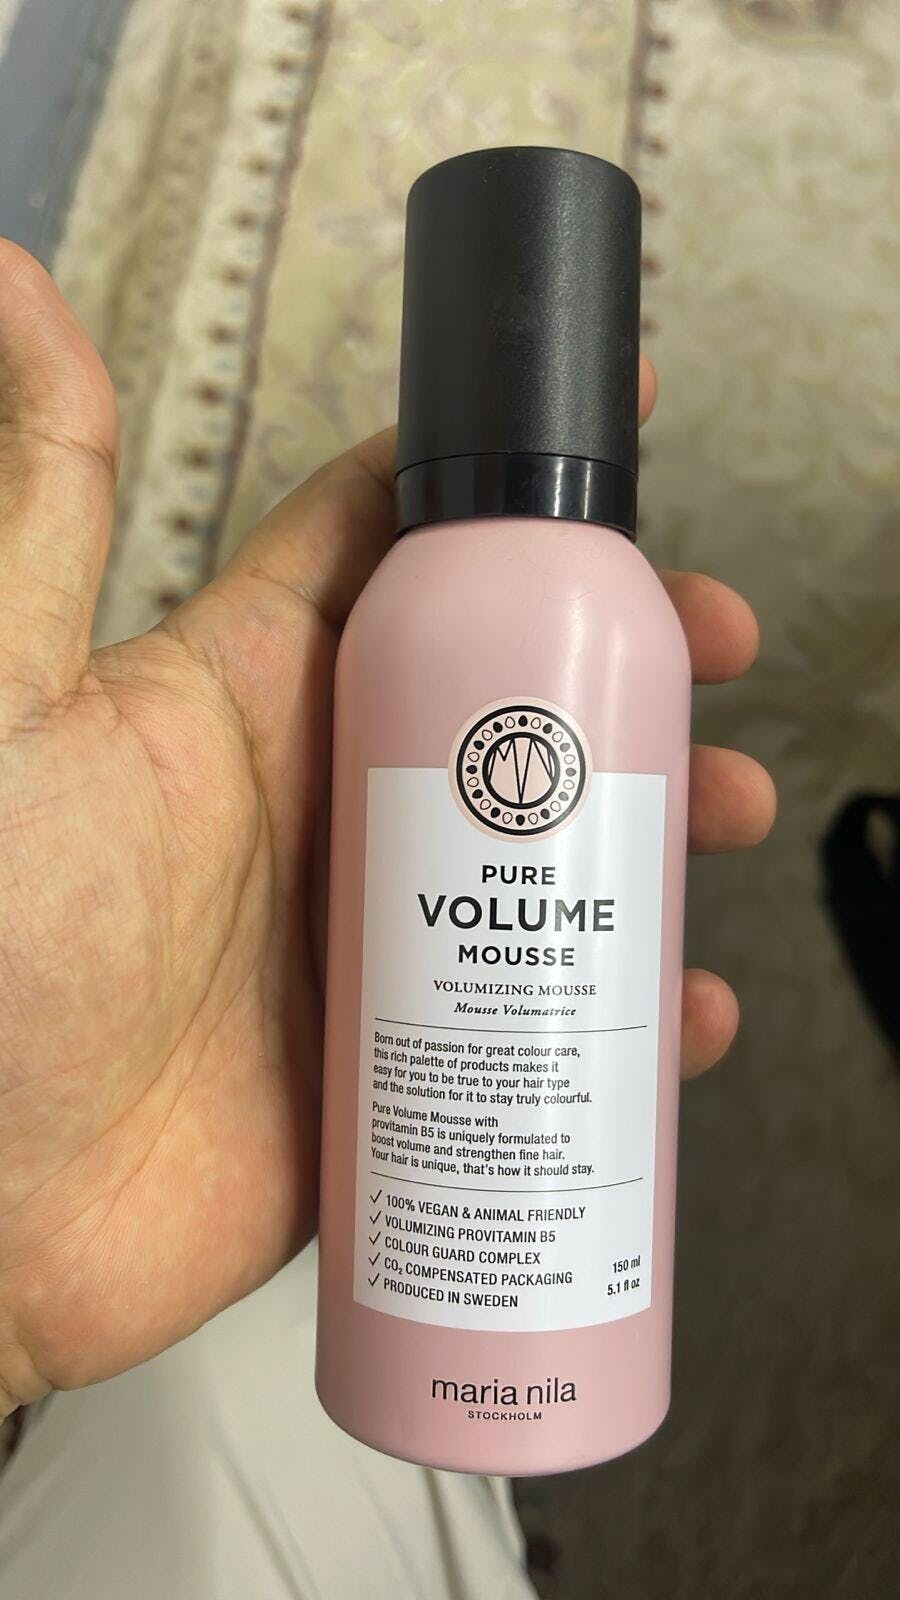 MN
PURE
VOLUME
MOUSSE
VOLUMIZING MOUSSE
Mousse Volumatrice
Born out of passion for great colour care,
this rich palette of products makes it
easy for you to be true to your hair type
and the solution for it to stay truly colourful.
Pure Volume Mousse with
provitamin B5 is uniquely formulated to
boost volume and strengthen fine hair.
Your hair is unique, that's how it should stay.
✓ 100% VEGAN & ANIMAL FRIENDLY
✓ VOLUMIZING PROVITAMIN B5
✓ COLOUR GUARD COMPLEX
✓ CO₂ COMPENSATED PACKAGING
✓ PRODUCED IN SWEDEN
150 ml
5.1 fl oz
maria nila
STOCKHOLM